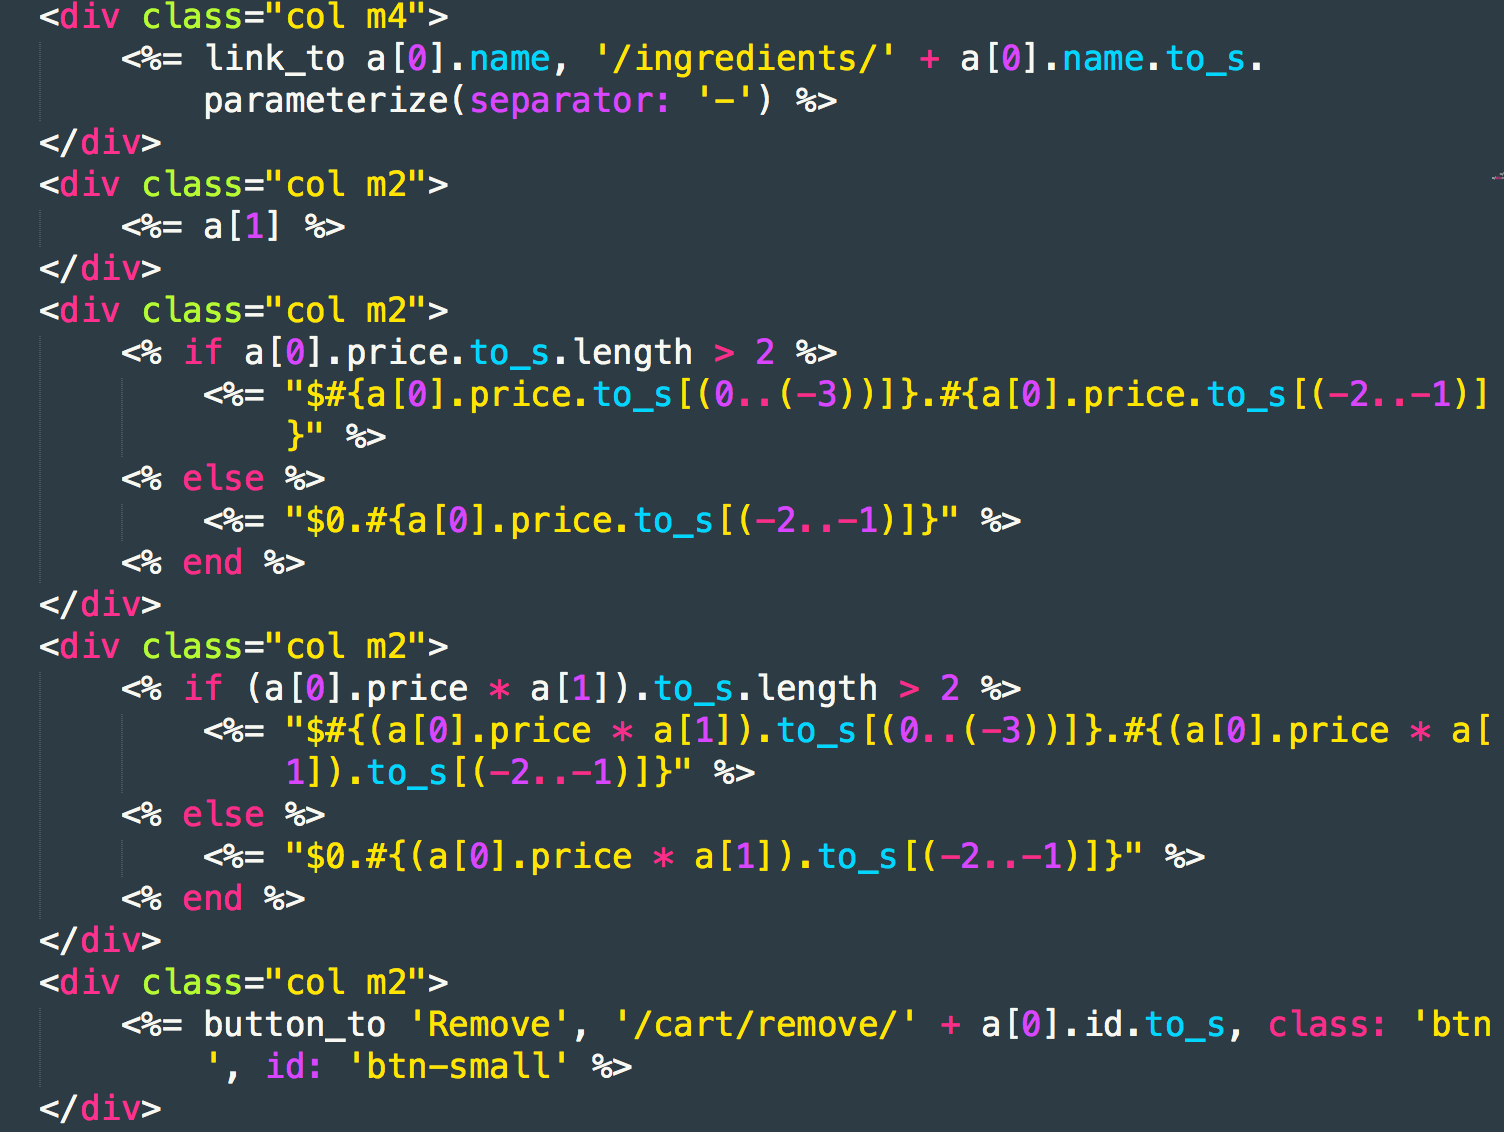 <div class="col m4">
<%= link_to a[0].name, '/ingredients/' + a[0].name.to_s.
parameterize(separator: '-') %>
</div>
<div class="col m2">
<%= a[1] %>
</div>
<div class="col m2">
<% if a[0].price.to_s.length > 2 %>
<%= "$#{a[0].price.to_s[(0..(-3))]}.#{a[0].price.to_s[(-2..-1)]
}" %>
<% else %>
<%= "$0.#{a[0].price.to_s[(-2..-1)]}" %>
<% end %>
</div>
<div class="col m2">
<% if (a[0].price * a[1]).to_s.length > 2 %>
<%= "$#{(a[0].price * a[1]).to_s[(0..(-3))]}.#{(a[0].price * a[
1]).to_s[(-2..-1)]}" %>
<% else %>
<%= "$0.#{(a[0].price * a[1]).to_s[(-2..-1)]}" %>
<% end %>
</div>
<div class="col m2">
<%= button_to 'Remove', '/cart/remove/' + a[0].id.to_s, class: 'btn
', id: 'btn-small' %>
</div>